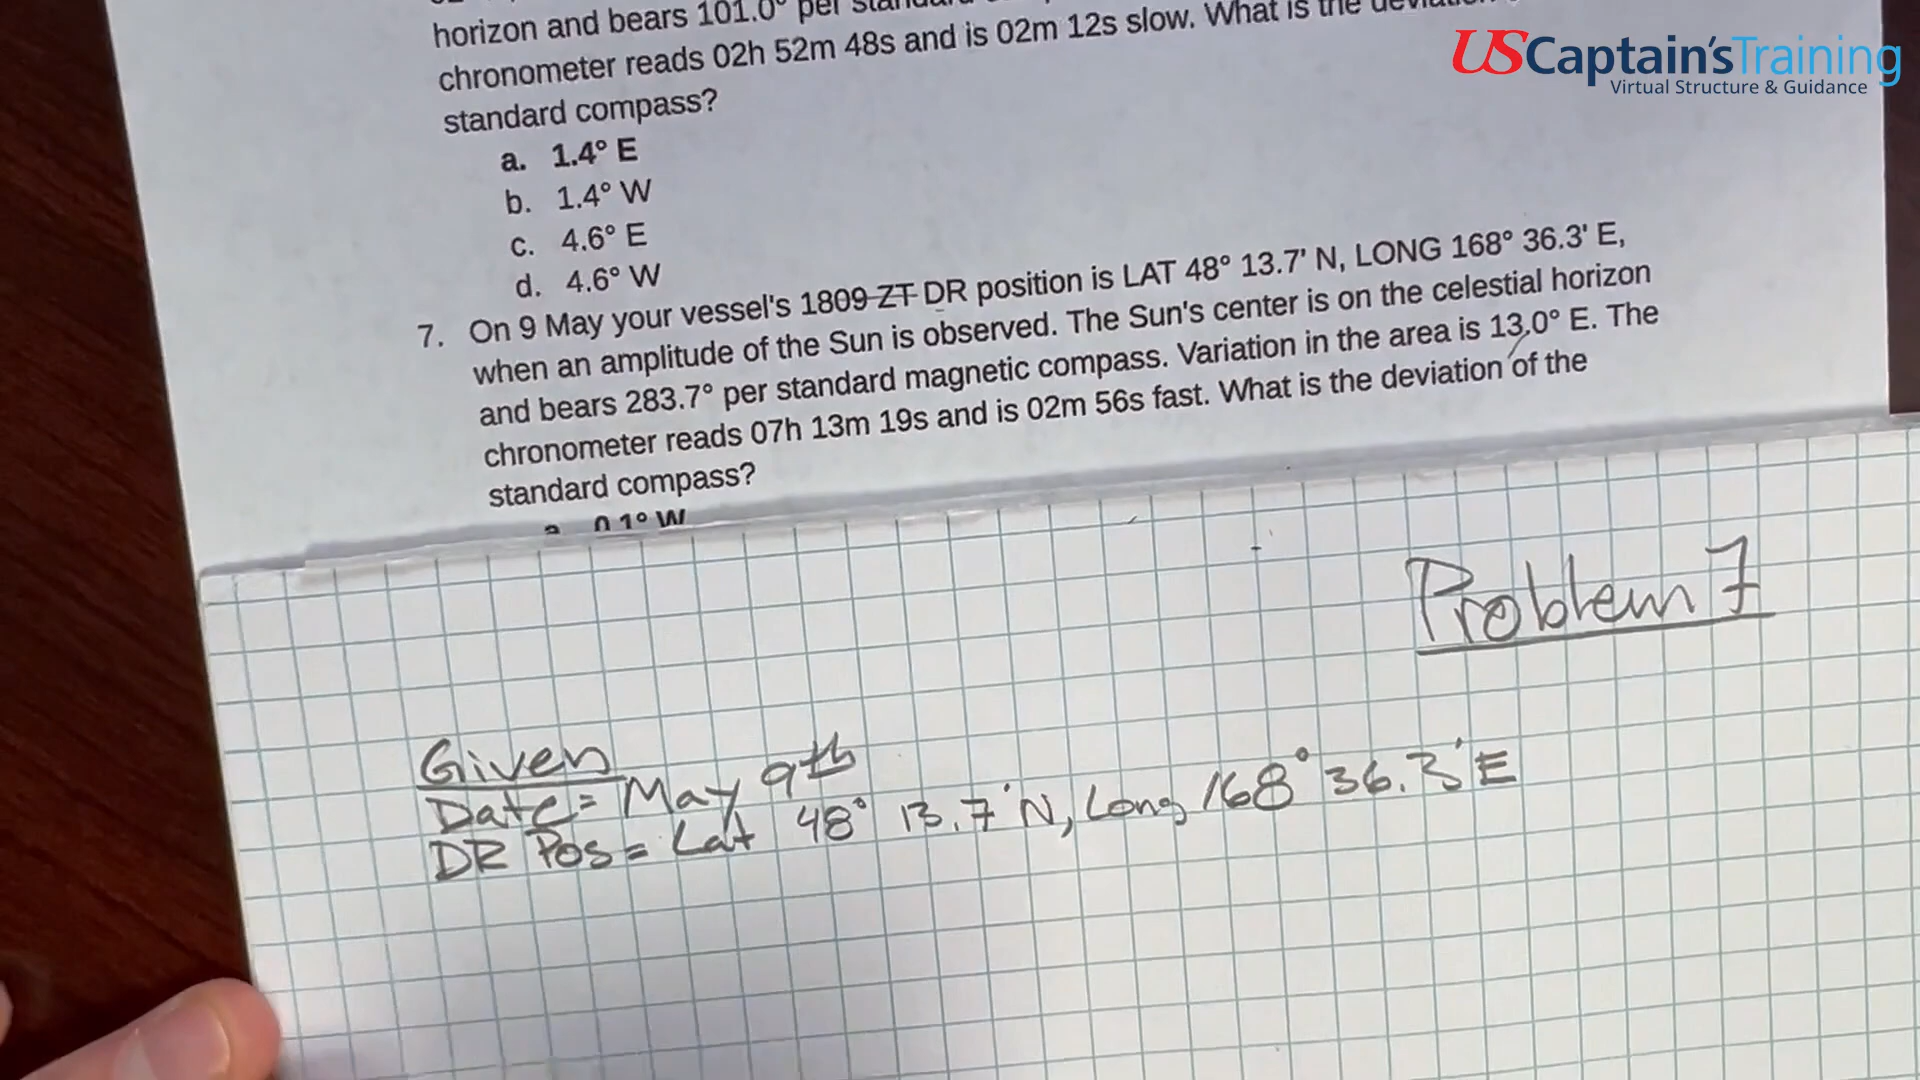 horizon and bears 101.0° per
chronometer reads 02h 52m 48s and is 02m 12s slow. What is the
standard compass?
a. 1.4° E
b. 1.4° W
c. 4.6° E
d. 4.6° W
7. On 9 May your vessel's 1809 ZT DR position is LAT 48° 13.7' N, LONG 168° 36.3' E,
when an amplitude of the Sun is observed. The Sun's center is on the celestial horizon
and bears 283.7° per standard magnetic compass. Variation in the area is 13.0° E. The
chronometer reads 07h 13m 19s and is 02m 56s fast. What is the deviation of the
standard compass?
a. 0.1° W
USCaptain'sTraining
Virtual Structure & Guidance
Problem 7
Given
Date = May 9th
DR Pos = Lat 48° 13.7' N, Long 168° 36.3' E